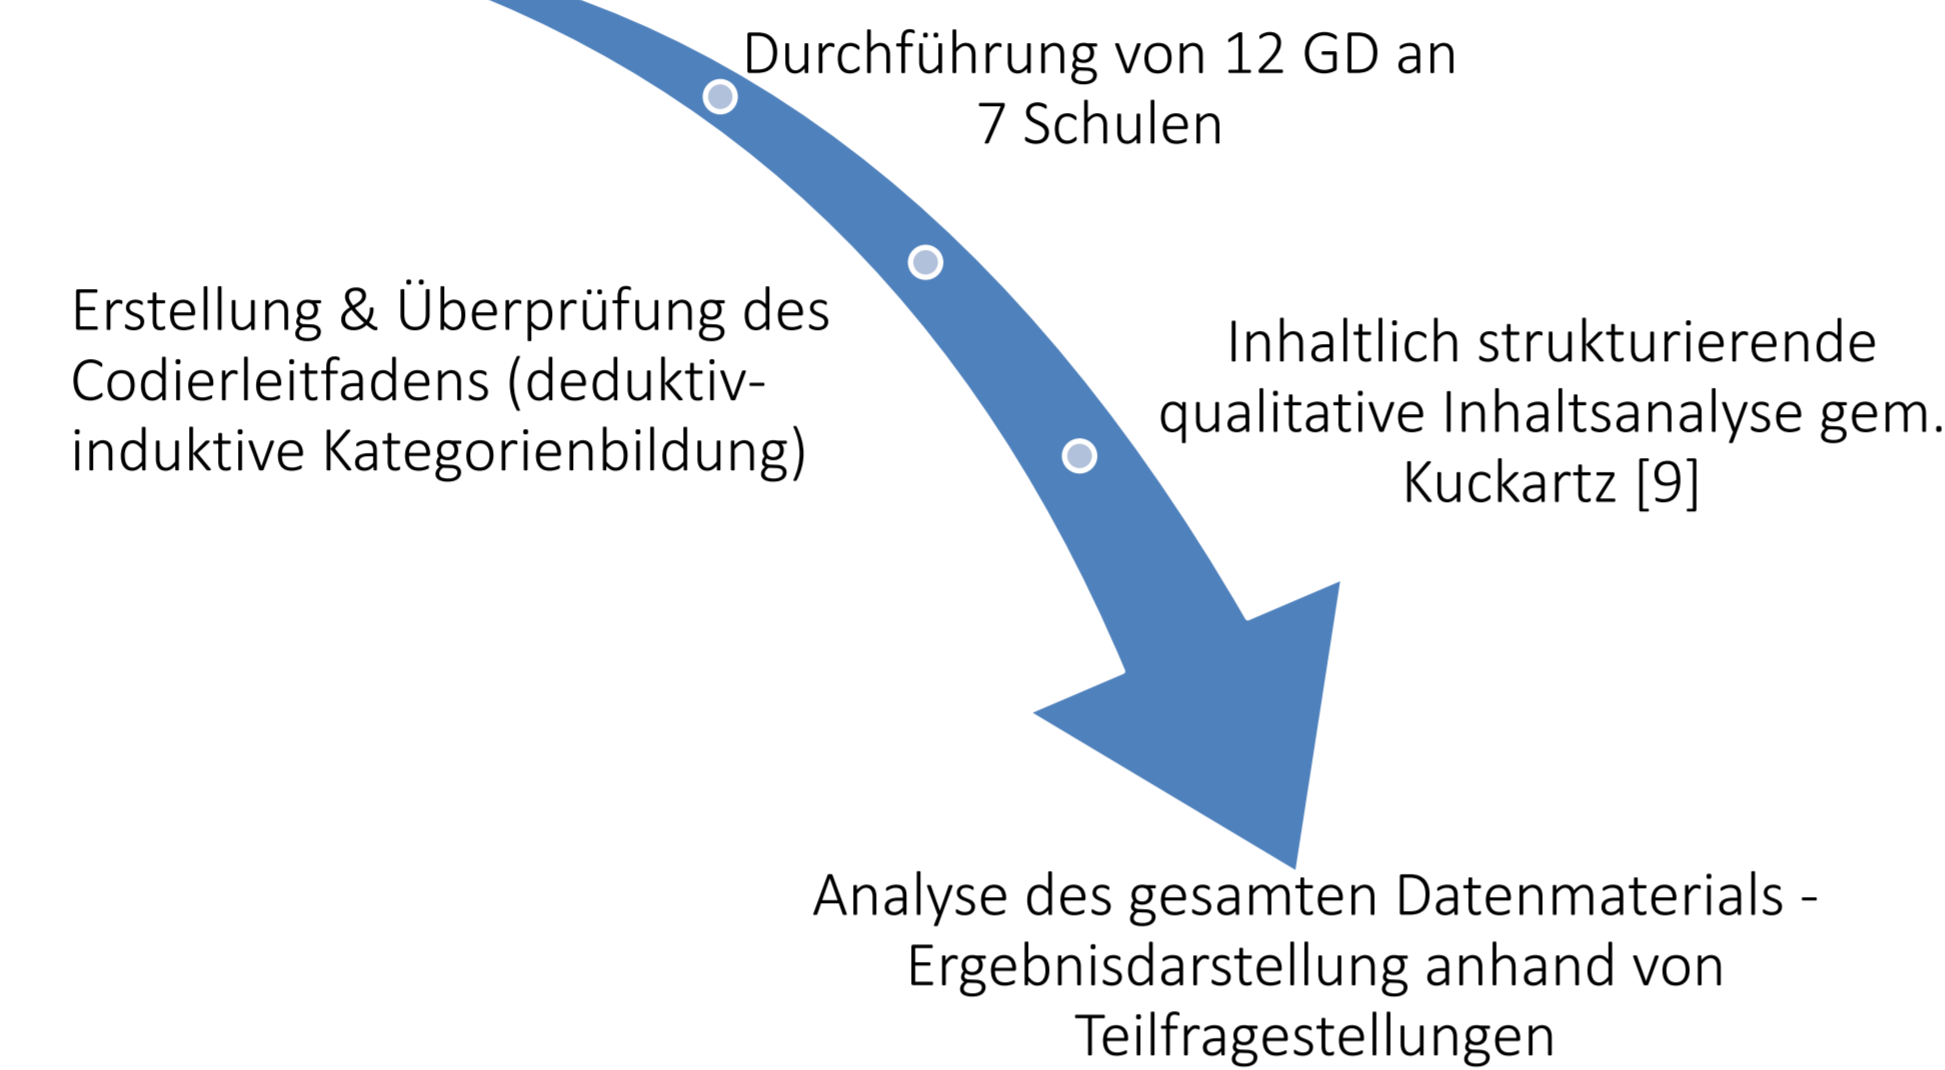 Durchführung von 12 GD an
7 Schulen
Erstellung & Überprüfung des
Codierleitfadens (deduktiv-
induktive Kategorienbildung)
Inhaltlich strukturierende
qualitative Inhaltsanalyse gem.
Kuckartz [9]
Analyse des gesamten Datenmaterials -
Ergebnisdarstellung anhand von
Teilfragestellungen